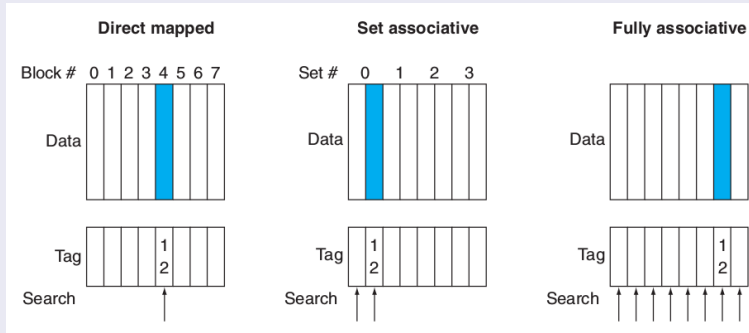 Direct mapped
Block # 0 1 2 3 4 5 6 7
Data
Tag
1
2
Search
Set associative
Set # 0 1 2 3
Data
Tag
1
2
Search
Fully associative
Data
Tag
1
2
Search